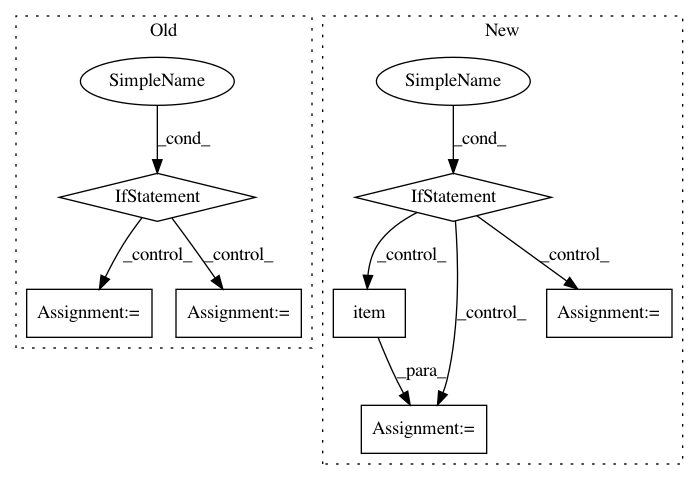 Old
New
SimpleName
SimpleName
_cond_
_cond_
IfStatement
IfStatement
_control_
_control_
_control_
_control_
_control_
Assignment:=
Assignment:=
item
Assignment:=
_para_
Assignment:=